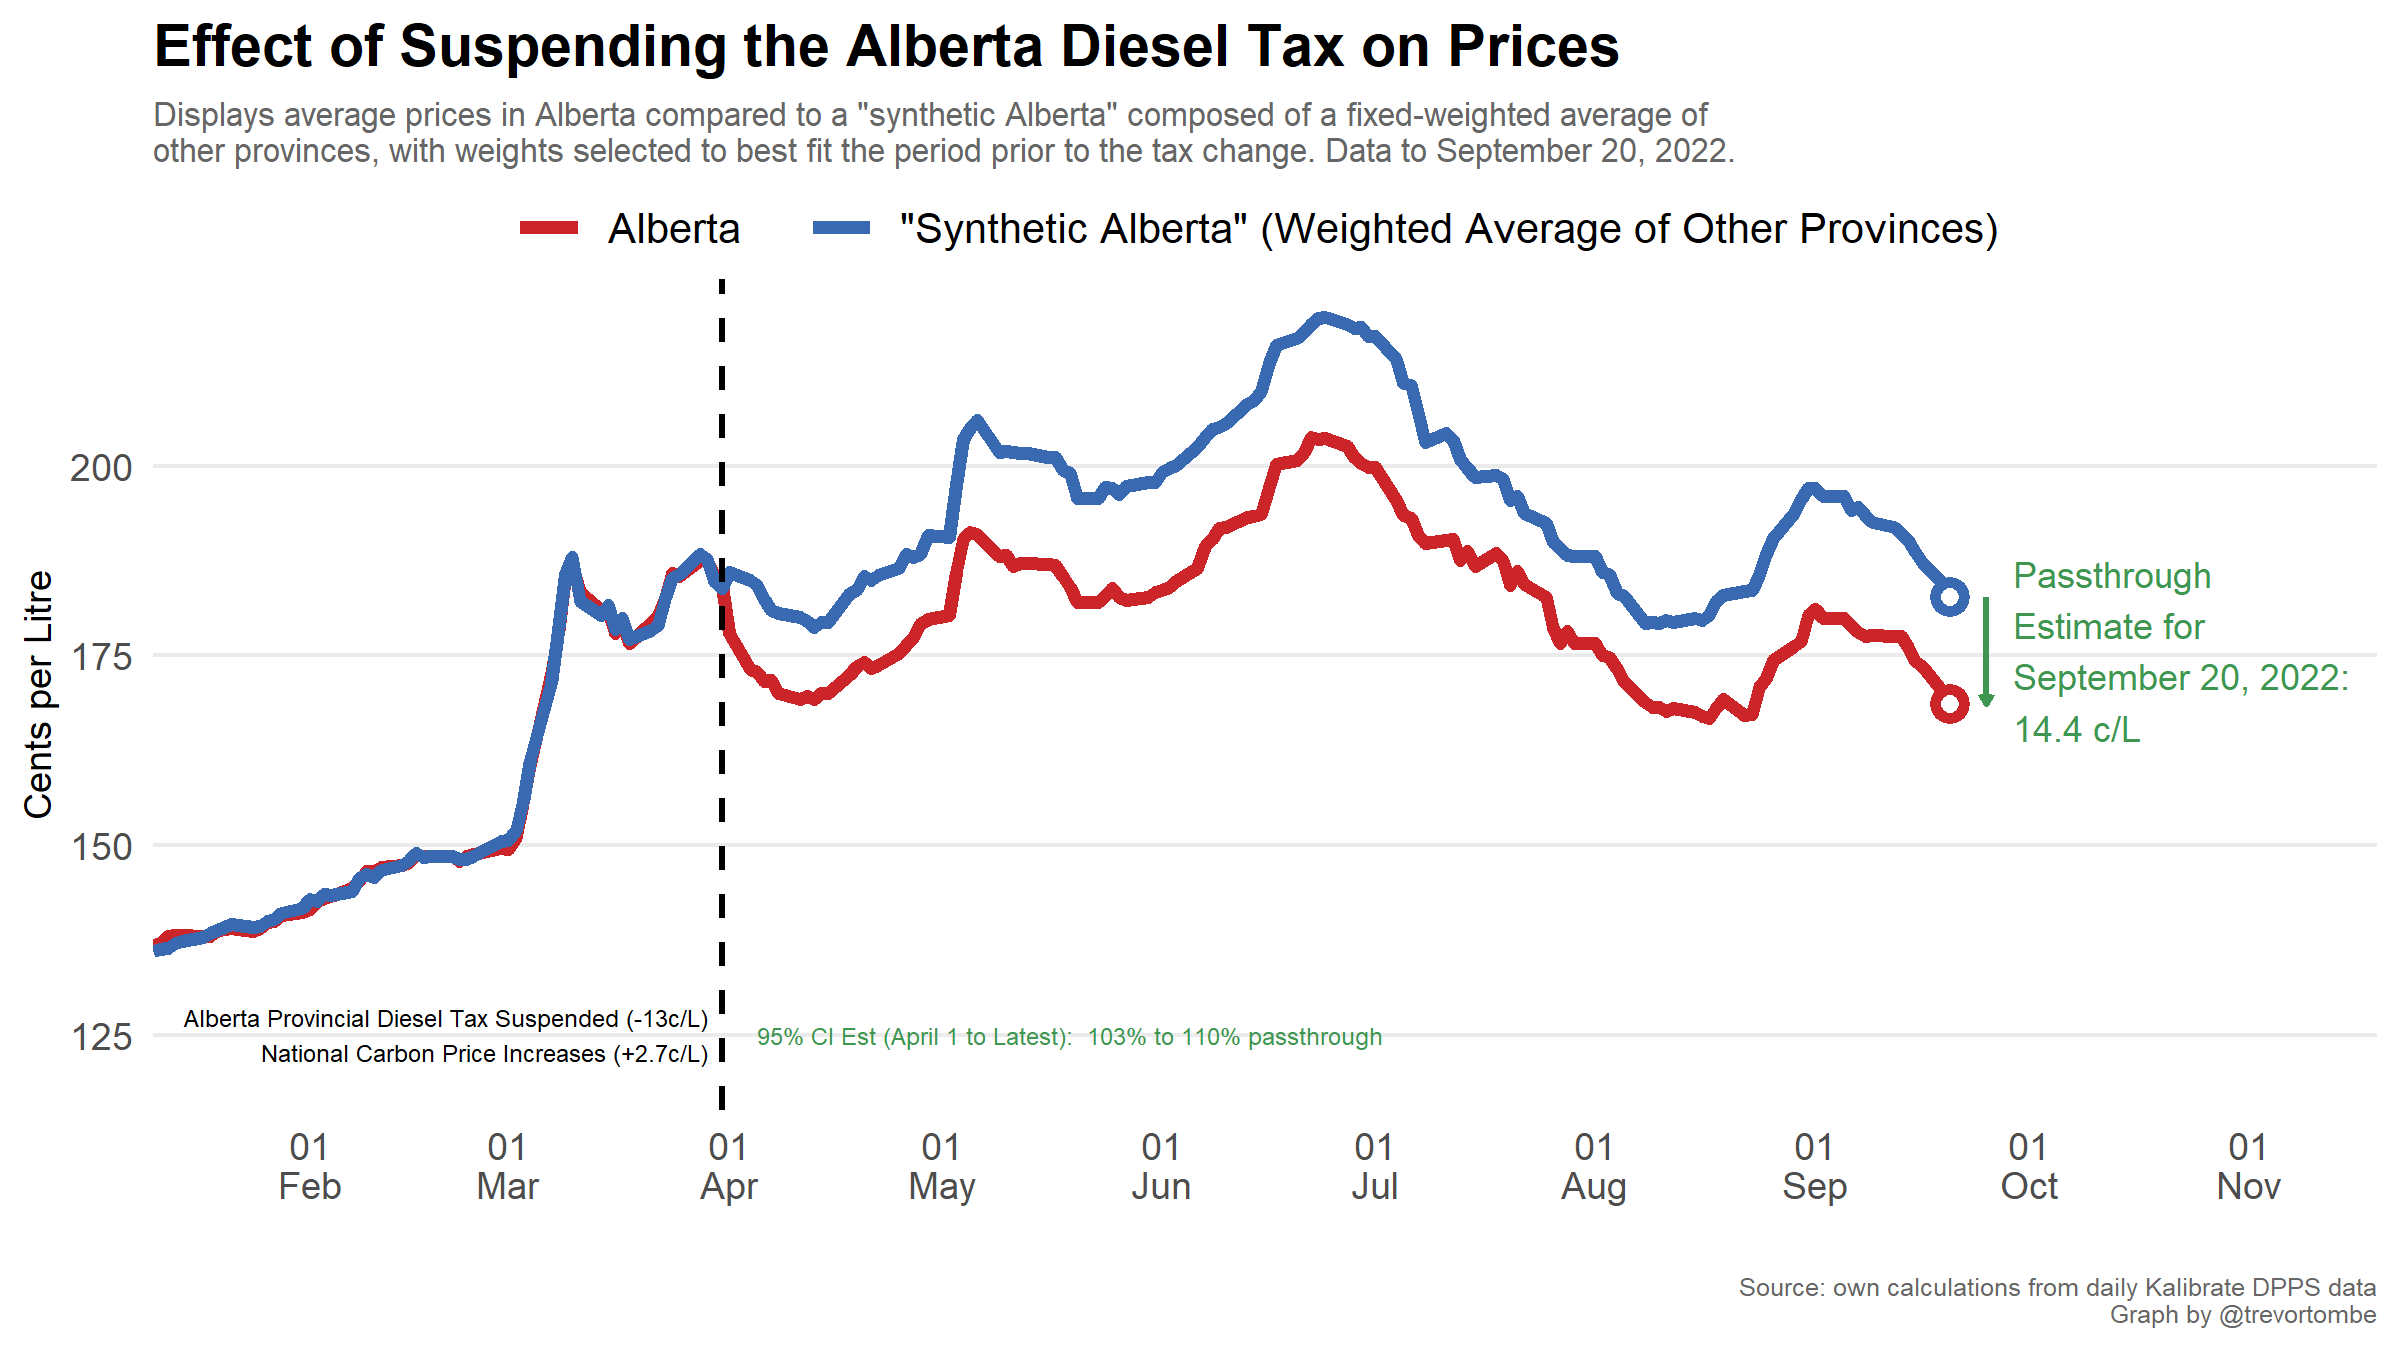 Effect of Suspending the Alberta Diesel Tax on Prices
Displays average prices in Alberta compared to a "synthetic Alberta" composed of a fixed-weighted average of
other provinces, with weights selected to best fit the period prior to the tax change. Data to September 20, 2022.
Alberta
"Synthetic Alberta" (Weighted Average of Other Provinces)
Cents per Litre
200
175
150
125
Passthrough
Estimate for
September 20, 2022:
14.4 c/L
Alberta Provincial Diesel Tax Suspended (-13c/L)
National Carbon Price Increases (+2.7c/L)
95% CI Est (April 1 to Latest):  103% to 110% passthrough
01 01 01 01 01 01 01 01 01 01
Feb Mar Apr May Jun Jul Aug Sep Oct Nov
Source: own calculations from daily Kalibrate DPPS data
Graph by @trevortombe